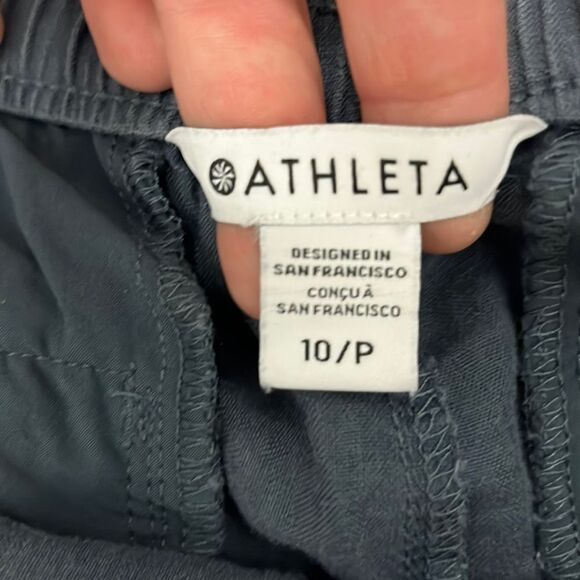 ATHLETA
DESIGNED IN
SAN FRANCISCO
CONÇU À
SAN FRANCISCO
10/P